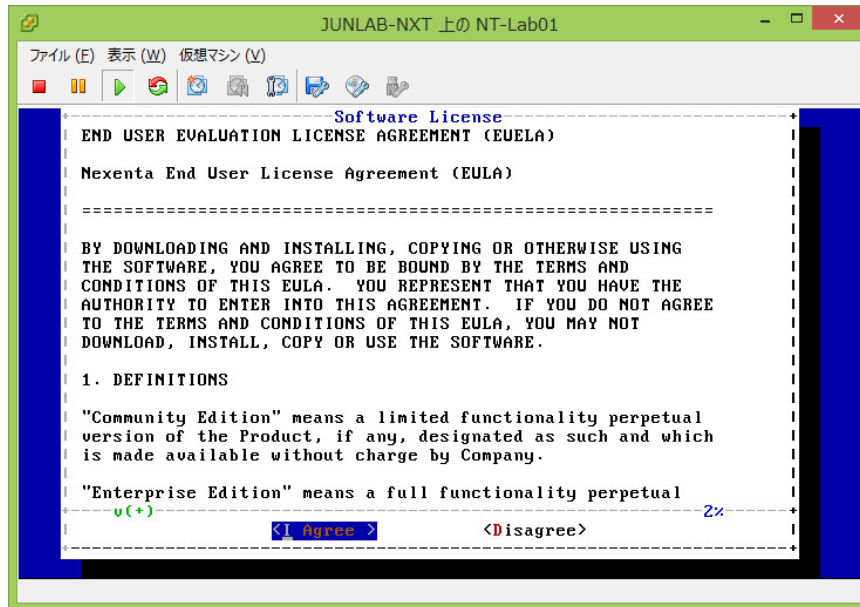 JUNLAB-NXT 上の NT-Lab01
ファイル (F) 表示 (W) 仮想マシン (V)
Software License
END USER EVALUATION LICENSE AGREEMENT (EUELA)
Nexenta End User License Agreement (EULA)
============================================================
BY DOWNLOADING AND INSTALLING, COPYING OR OTHERWISE USING
THE SOFTWARE, YOU AGREE TO BE BOUND BY THE TERMS AND
CONDITIONS OF THIS EULA.  YOU REPRESENT THAT YOU HAVE THE
AUTHORITY TO ENTER INTO THIS AGREEMENT.  IF YOU DO NOT AGREE
TO THE TERMS AND CONDITIONS OF THIS EULA, YOU MAY NOT
DOWNLOAD, INSTALL, COPY OR USE THE SOFTWARE.
1. DEFINITIONS
"Community Edition" means a limited functionality perpetual
version of the Product, if any, designated as such and which
is made available without charge by Company.
"Enterprise Edition" means a full functionality perpetual
v(+) 2%
<I Agree > <Disagree>